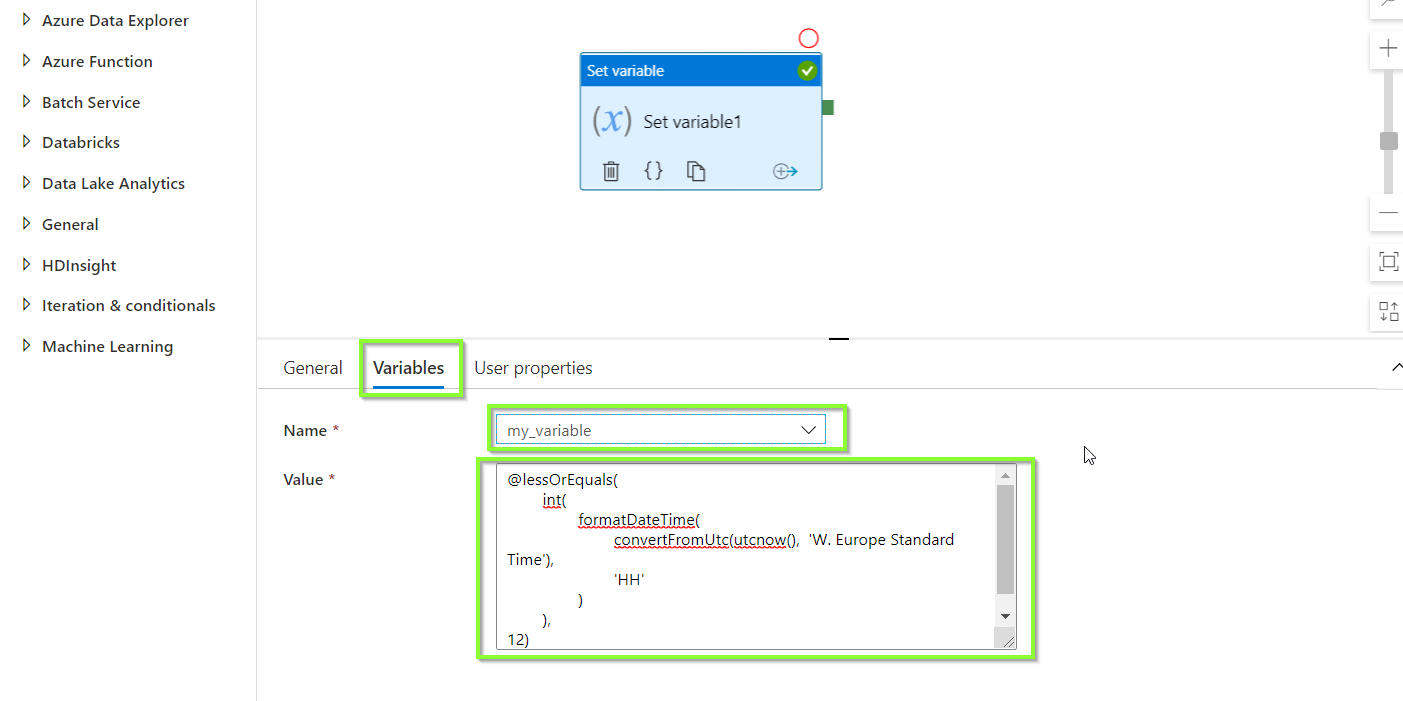 Azure Data Explorer
Azure Function
Batch Service
Databricks
Data Lake Analytics
General
HDInsight
Iteration & conditionals
Machine Learning
Set variable
(x) Set variable1
{}
General Variables User properties
Name *
my_variable
Value *
@lessOrEquals(
int(
formatDateTime(
convertFromUtc(utcnow(), 'W. Europe Standard
Time'),
'HH'
)
),
12)